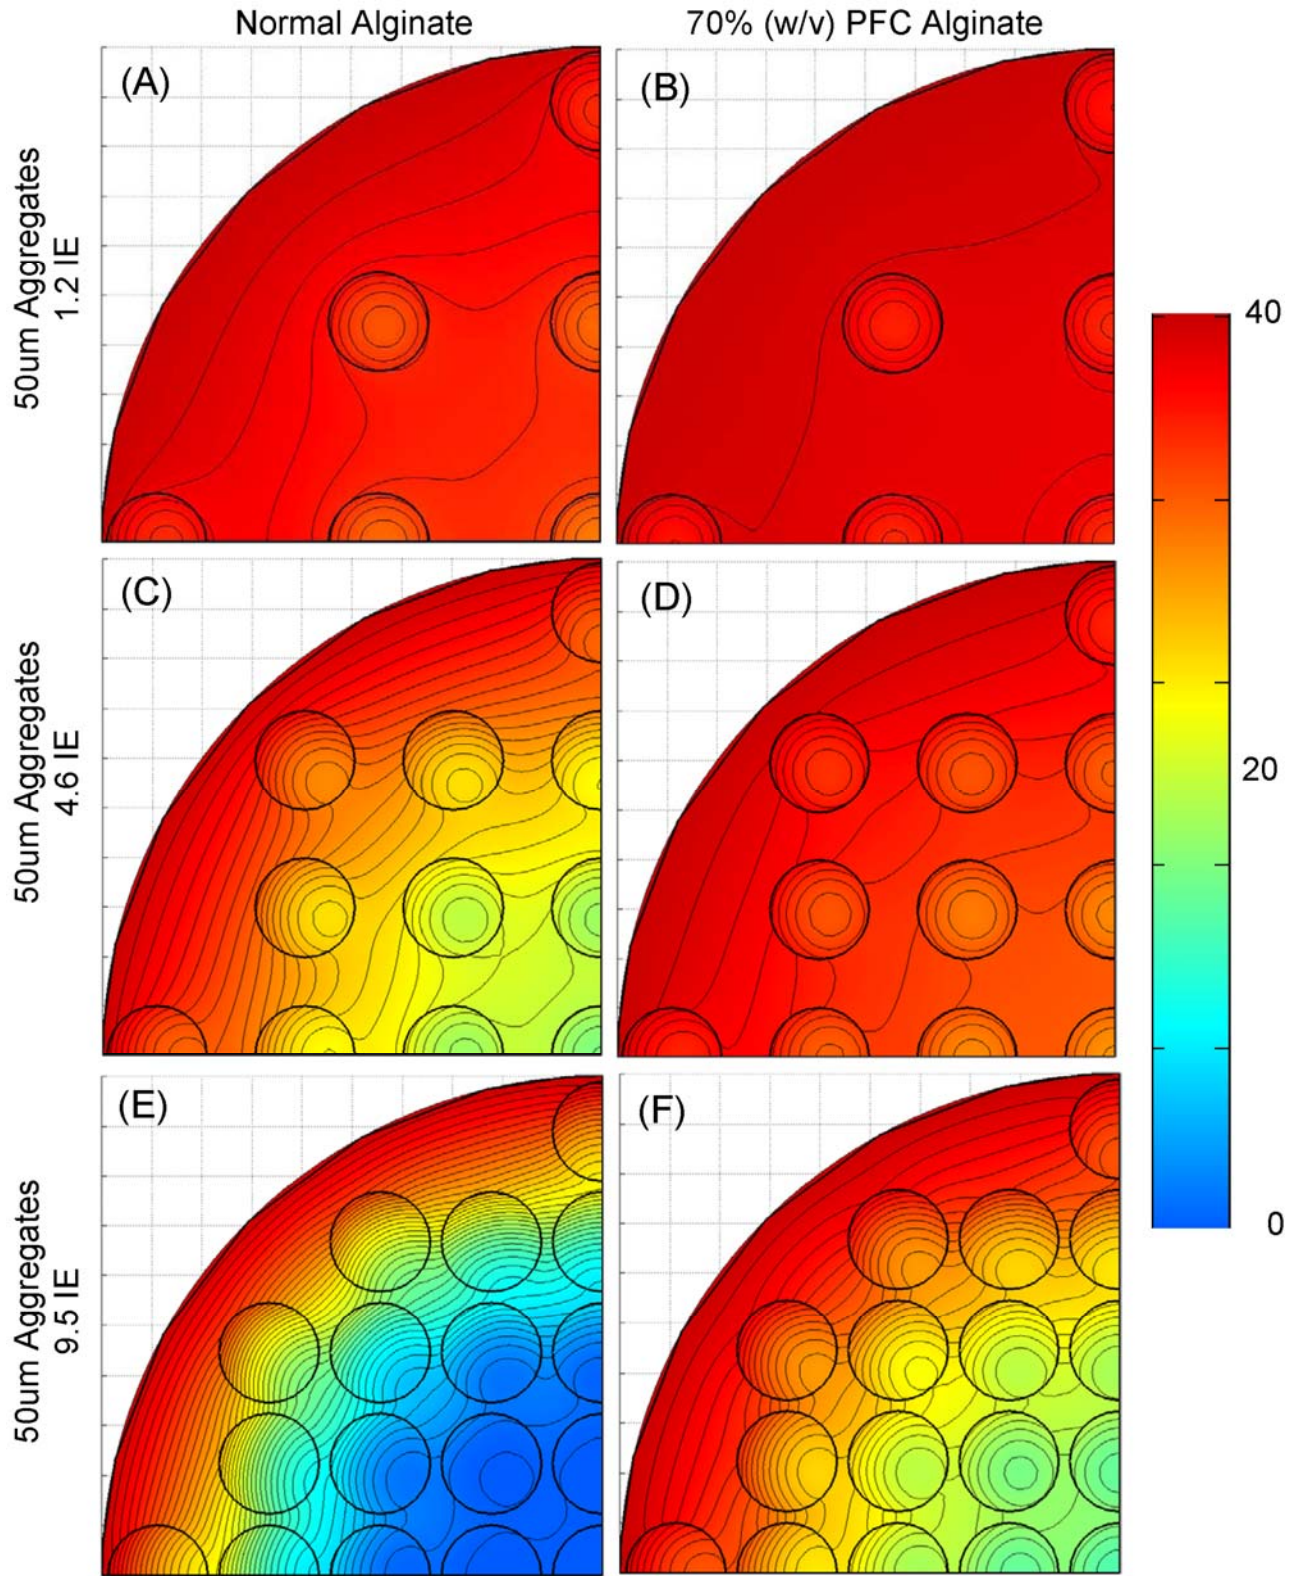 Normal Alginate
70% (w/v) PFC Alginate
(A)
(B)
50um Aggregates
1.2 IE
40
(C)
(D)
50um Aggregates
4.6 IE
20
(E)
(F)
50um Aggregates
9.5 IE
0